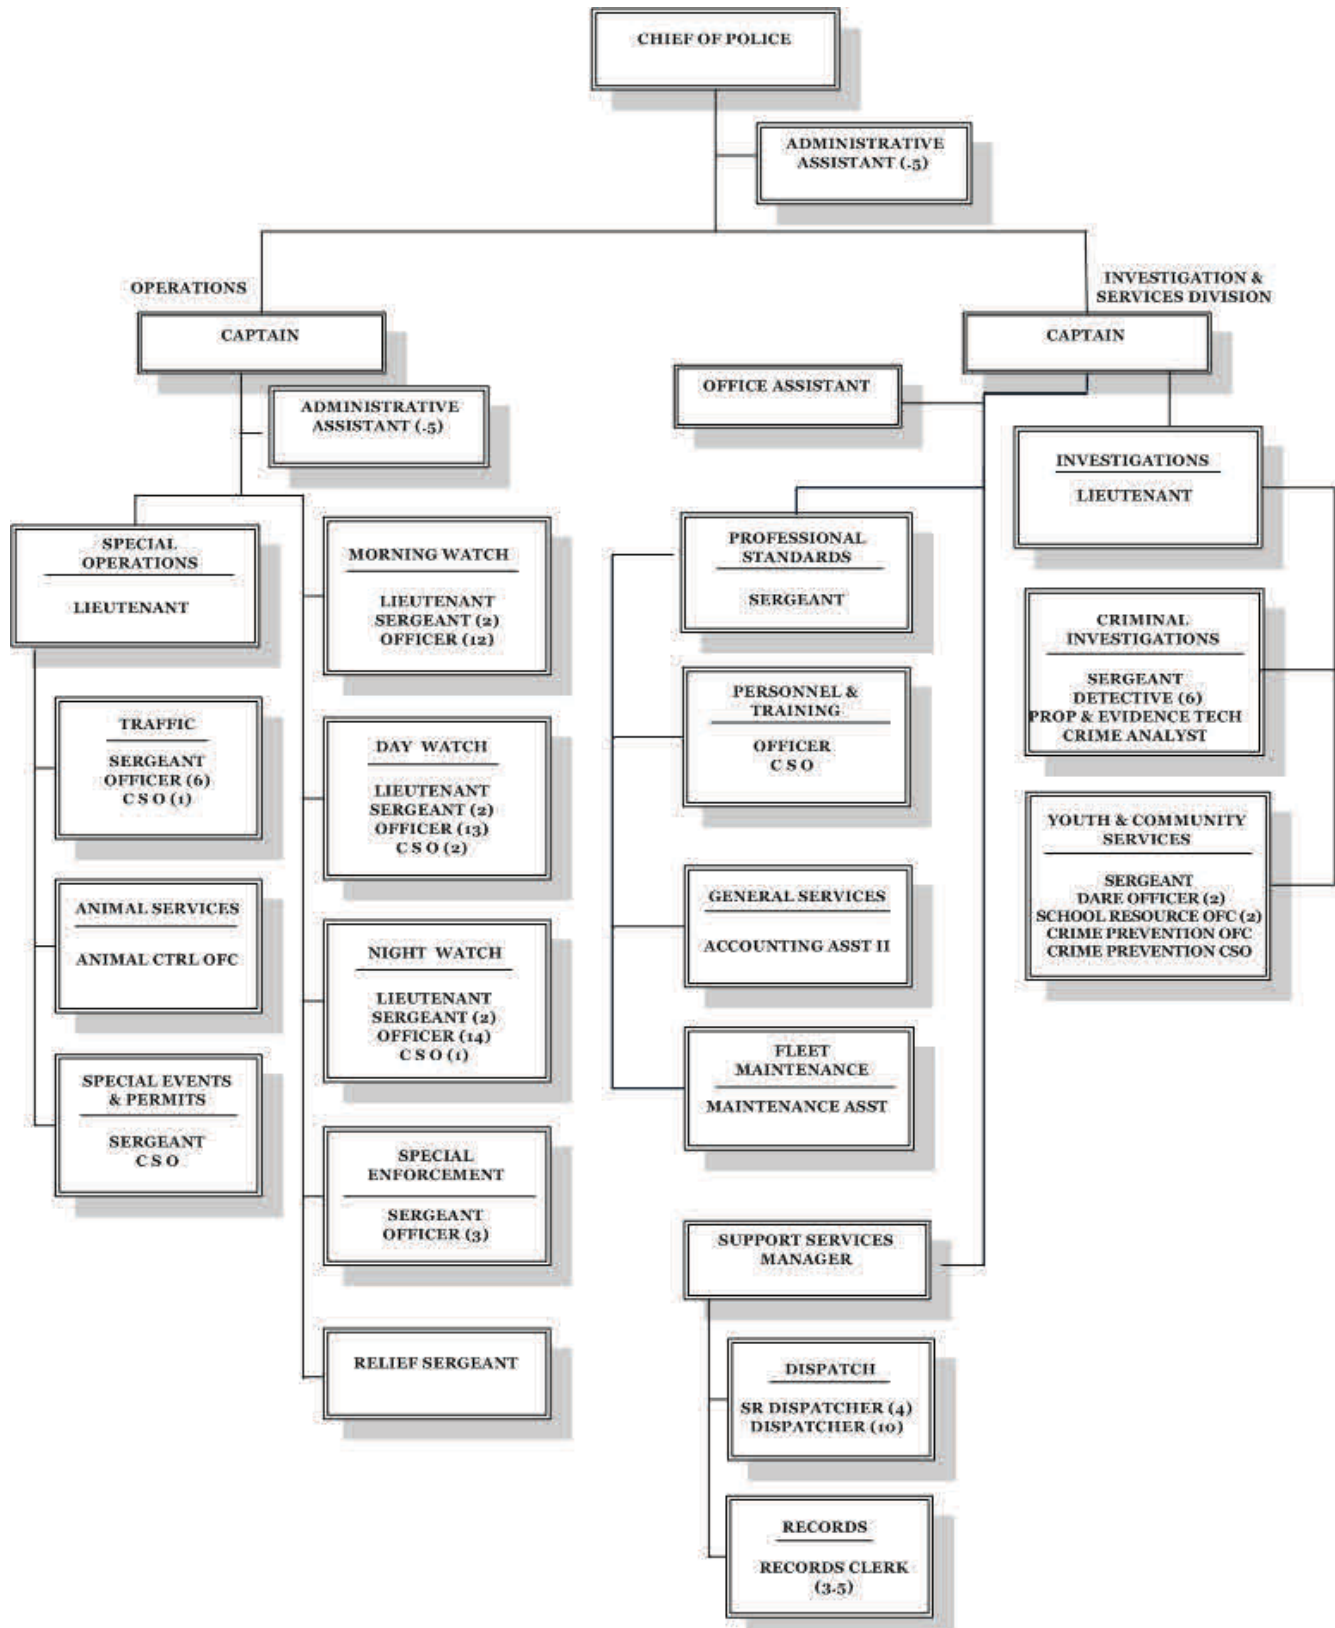 CHIEF OF POLICE
ADMINISTRATIVE
ASSISTANT (.5)
OPERATIONS
CAPTAIN
ADMINISTRATIVE
ASSISTANT (.5)
SPECIAL
OPERATIONS
LIEUTENANT
TRAFFIC
SERGEANT
OFFICER (6)
C S O (1)
ANIMAL SERVICES
ANIMAL CTRL OFC
SPECIAL EVENTS
& PERMITS
SERGEANT
C S O
MORNING WATCH
LIEUTENANT
SERGEANT (2)
OFFICER (12)
DAY WATCH
LIEUTENANT
SERGEANT (2)
OFFICER (13)
C S O (2)
NIGHT WATCH
LIEUTENANT
SERGEANT (2)
OFFICER (14)
C S O (1)
SPECIAL
ENFORCEMENT
SERGEANT
OFFICER (3)
RELIEF SERGEANT
INVESTIGATION &
SERVICES DIVISION
CAPTAIN
OFFICE ASSISTANT
PROFESSIONAL
STANDARDS
SERGEANT
PERSONNEL &
TRAINING
OFFICER
C S O
GENERAL SERVICES
ACCOUNTING ASST II
FLEET
MAINTENANCE
MAINTENANCE ASST
SUPPORT SERVICES
MANAGER
DISPATCH
SR DISPATCHER (4)
DISPATCHER (10)
RECORDS
RECORDS CLERK
(3.5)
INVESTIGATIONS
LIEUTENANT
CRIMINAL
INVESTIGATIONS
SERGEANT
DETECTIVE (6)
PROP & EVIDENCE TECH
CRIME ANALYST
YOUTH & COMMUNITY
SERVICES
SERGEANT
DARE OFFICER (2)
SCHOOL RESOURCE OFC (2)
CRIME PREVENTION OFC
CRIME PREVENTION CSO